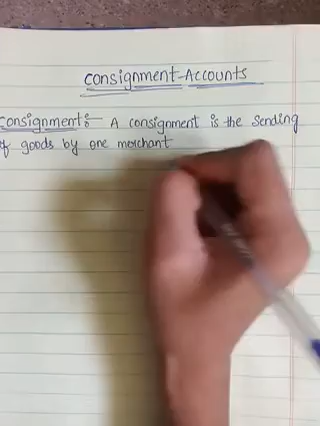 Consignment Accounts
Consignment:- A consignment is the sending
of goods by one merchant